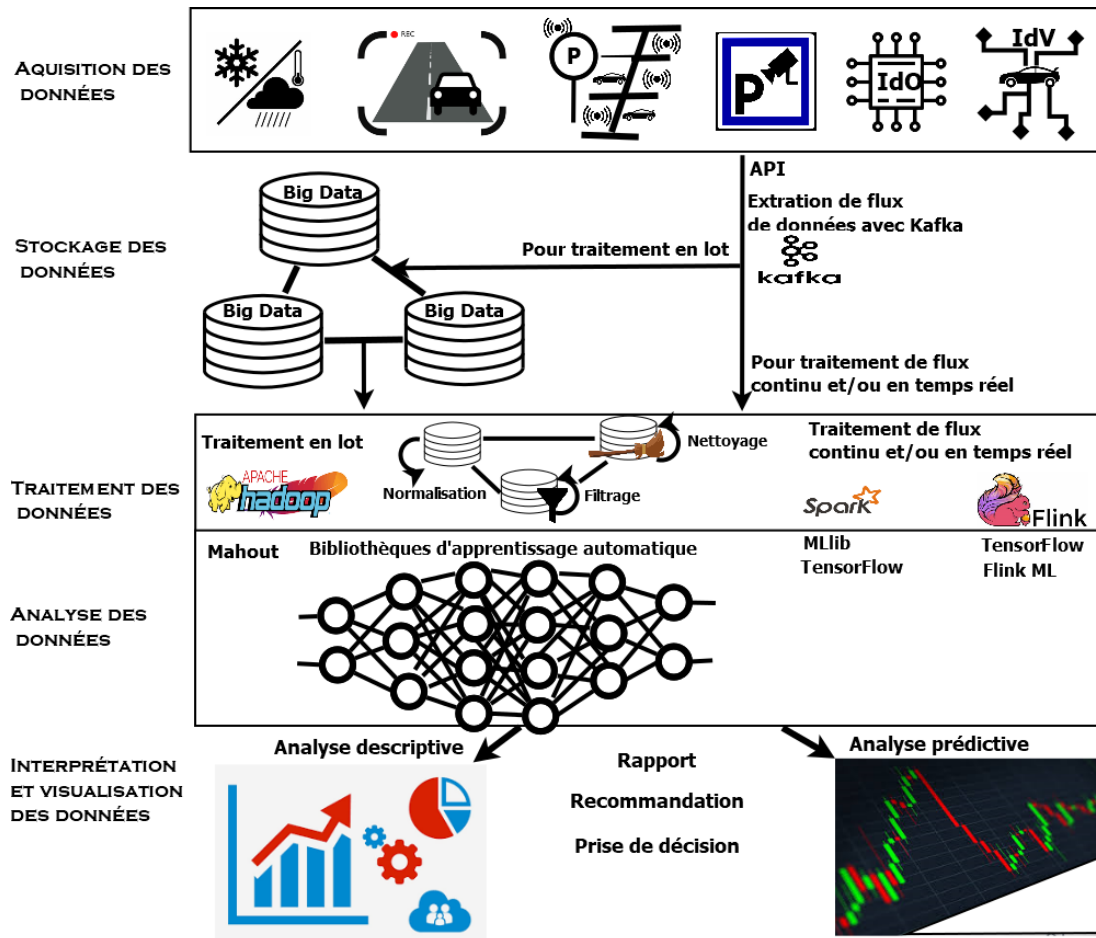 AQUISITION DES
DONNÉES
REC
P
P
IdO
IdV
API
Extration de flux
de données avec Kafka
kafka
STOCKAGE DES
DONNÉES
Big Data
Big Data
Big Data
Pour traitement en lot
Pour traitement de flux
continu et/ou en temps réel
TRAITEMENT DES
DONNÉES
Traitement en lot
APACHE
hadoop
Normalisation
Filtrage
Nettoyage
Traitement de flux
continu et/ou en temps réel
Spark
Flink
ANALYSE DES
DONNÉES
Mahout
Bibliothèques d'apprentissage automatique
MLlib
TensorFlow
TensorFlow
Flink ML
INTERPRÉTATION
ET VISUALISATION
DES DONNÉES
Analyse descriptive
Rapport
Recommandation
Prise de décision
Analyse prédictive